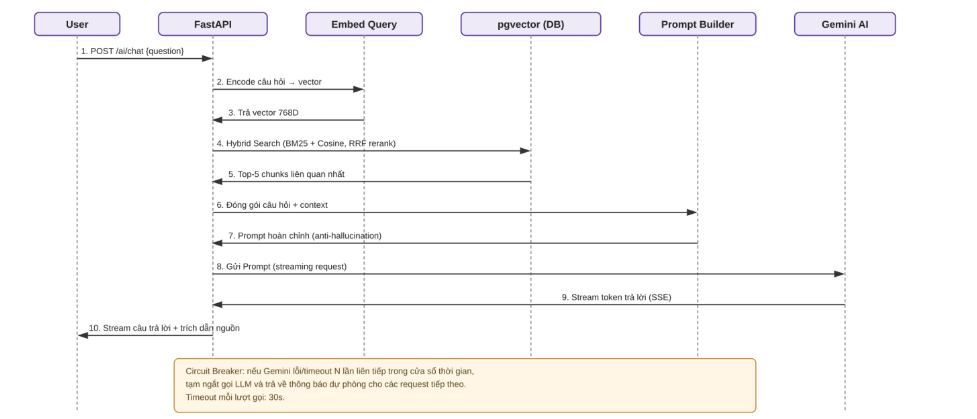 User
FastAPI
Embed Query
pgvector (DB)
Prompt Builder
Gemini AI
1. POST /ai/chat {question}
2. Encode câu hỏi → vector
3. Trả vector 768D
4. Hybrid Search (BM25 + Cosine, RRF rerank)
5. Top-5 chunks liên quan nhất
6. Đóng gói câu hỏi + context
7. Prompt hoàn chỉnh (anti-hallucination)
8. Gửi Prompt (streaming request)
9. Stream token trả lời (SSE)
10. Stream câu trả lời + trích dẫn nguồn
Circuit Breaker: nếu Gemini lỗi/timeout N lần liên tiếp trong cửa sổ thời gian,
tạm ngắt gọi LLM và trả về thông báo dự phòng cho các request tiếp theo.
Timeout mỗi lượt gọi: 30s.